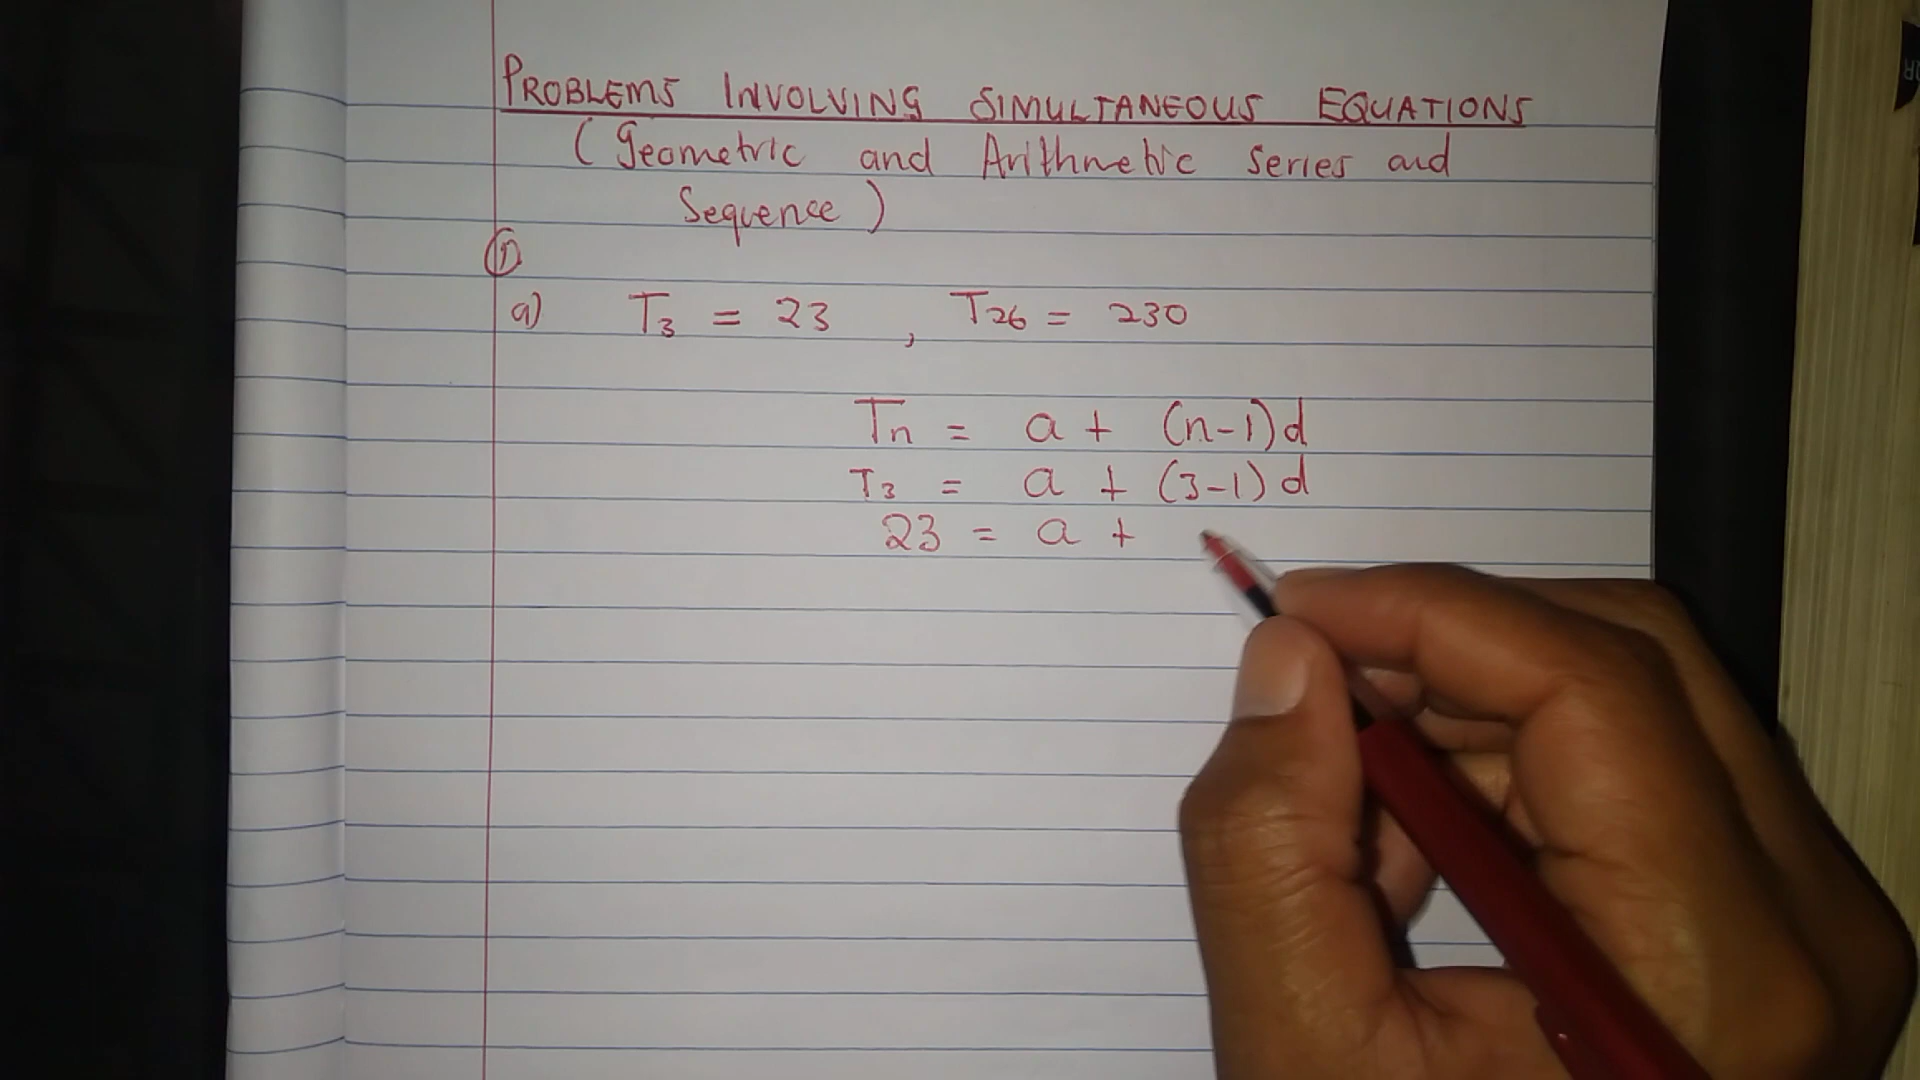 PROBLEMS INVOLVING SIMULTANEOUS EQUATIONS
(Geometric and Arithmetic series and
Sequence)
①
a) T₃ = 23 , T₂₆ = 230
Tₙ = a + (n-1)d
T₃ = a + (3-1)d
23 = a +